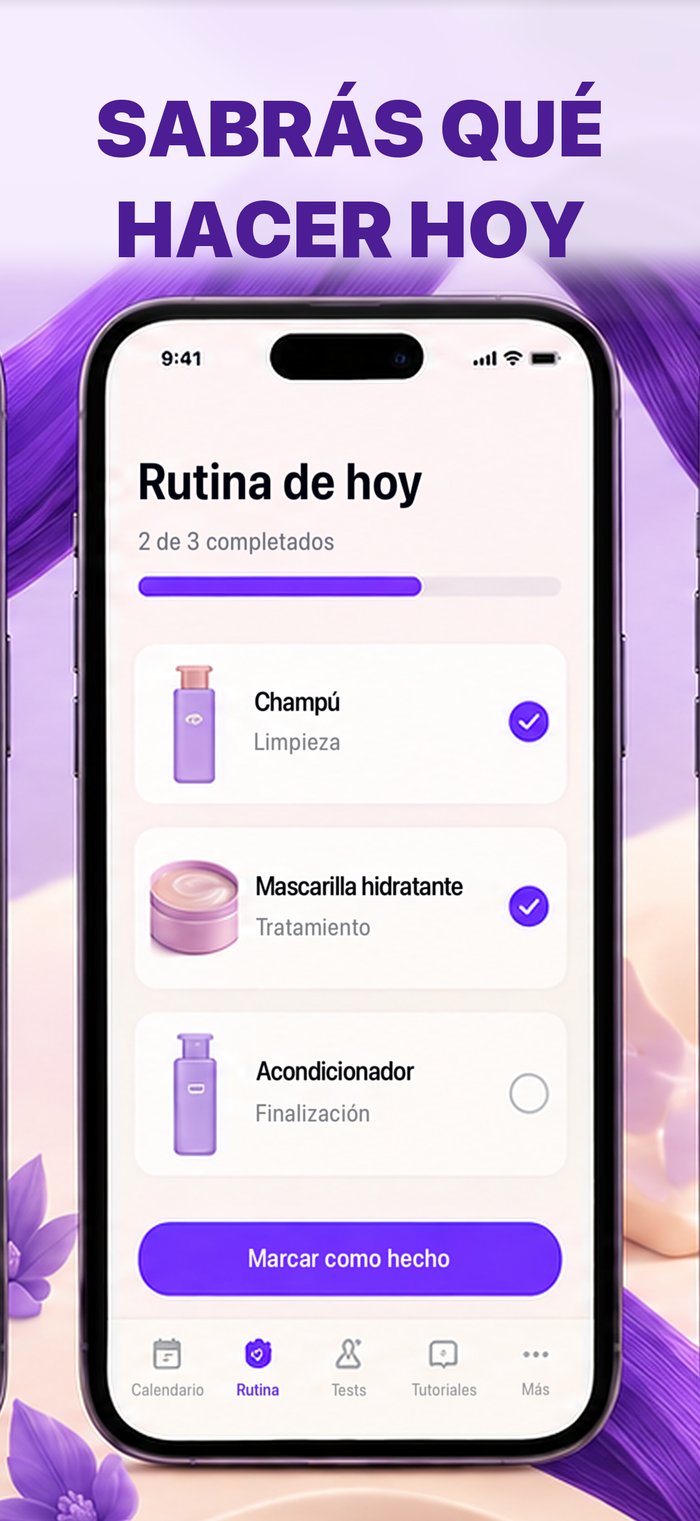 SABRÁS QUÉ
HACER HOY
9:41
Rutina de hoy
2 de 3 completados
Champú
Limpieza
Mascarilla hidratante
Tratamiento
Acondicionador
Finalización
Marcar como hecho
Calendario
Rutina
Tests
Tutoriales
Más